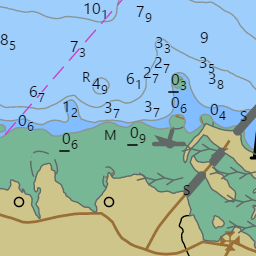 10₁ 7₉
8₅ 7₃ 3₃ 9
6₇ R 4₉ 6₁ 2₇ 2₇ 0₃ 3₅ 3₈
0₆ 1₂ 3₇ 3₇ 0₆ 0₄ S
0₆ M 0₉
S